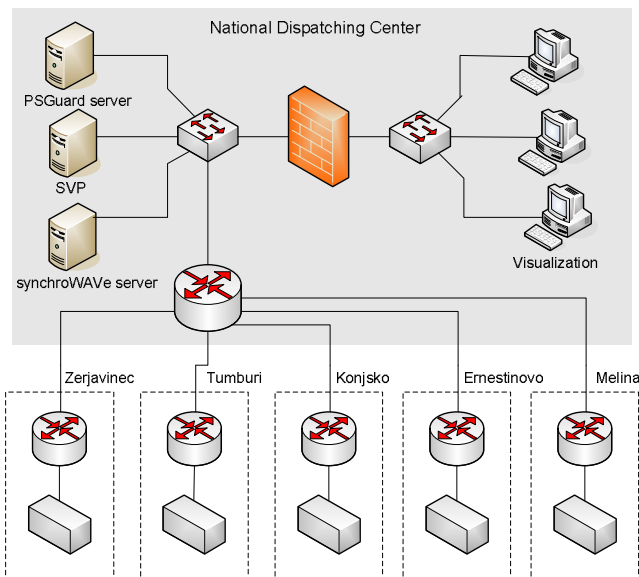 National Dispatching Center
PSGuard server
SVP
synchroWAVe server
Visualization
Zerjavinec
Tumburi
Konjsko
Ernestinovo
Melina